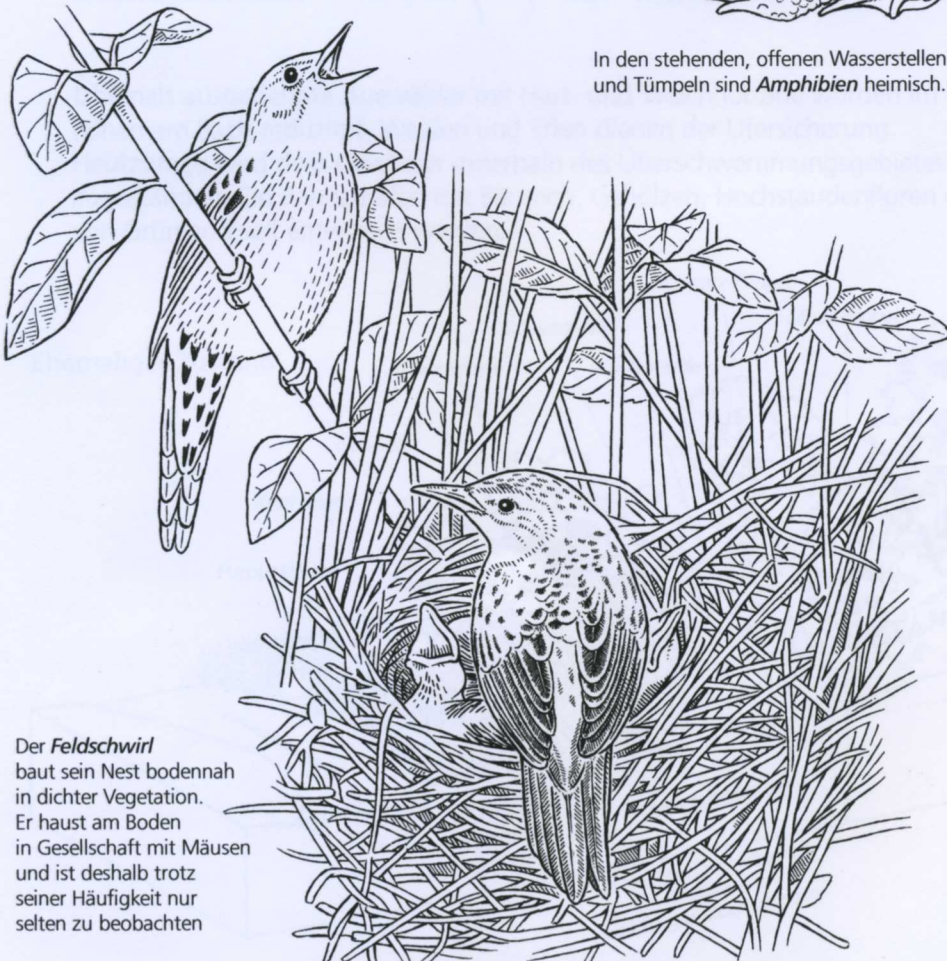 In den stehenden, offenen Wasserstellen
und Tümpeln sind Amphibien heimisch.
Der Feldschwirl
baut sein Nest bodennah
in dichter Vegetation.
Er haust am Boden
in Gesellschaft mit Mäusen
und ist deshalb trotz
seiner Häufigkeit nur
selten zu beobachten